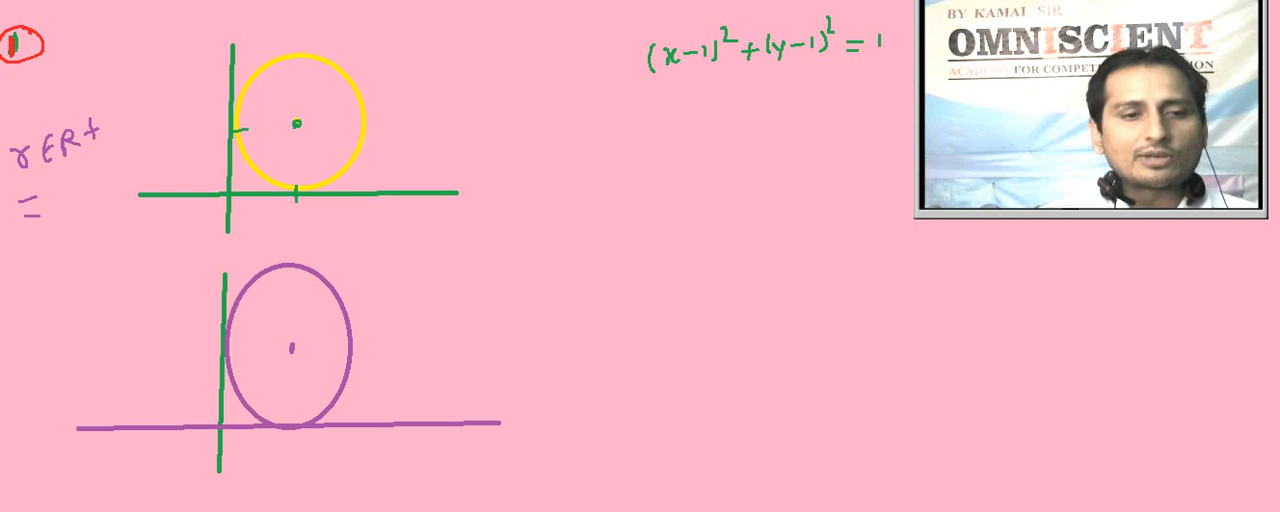 1
(x-1)² + (y-1)² = 1
r ∈ R+
BY KAMAL SIR
OMNISCIENT
FOR COMPET